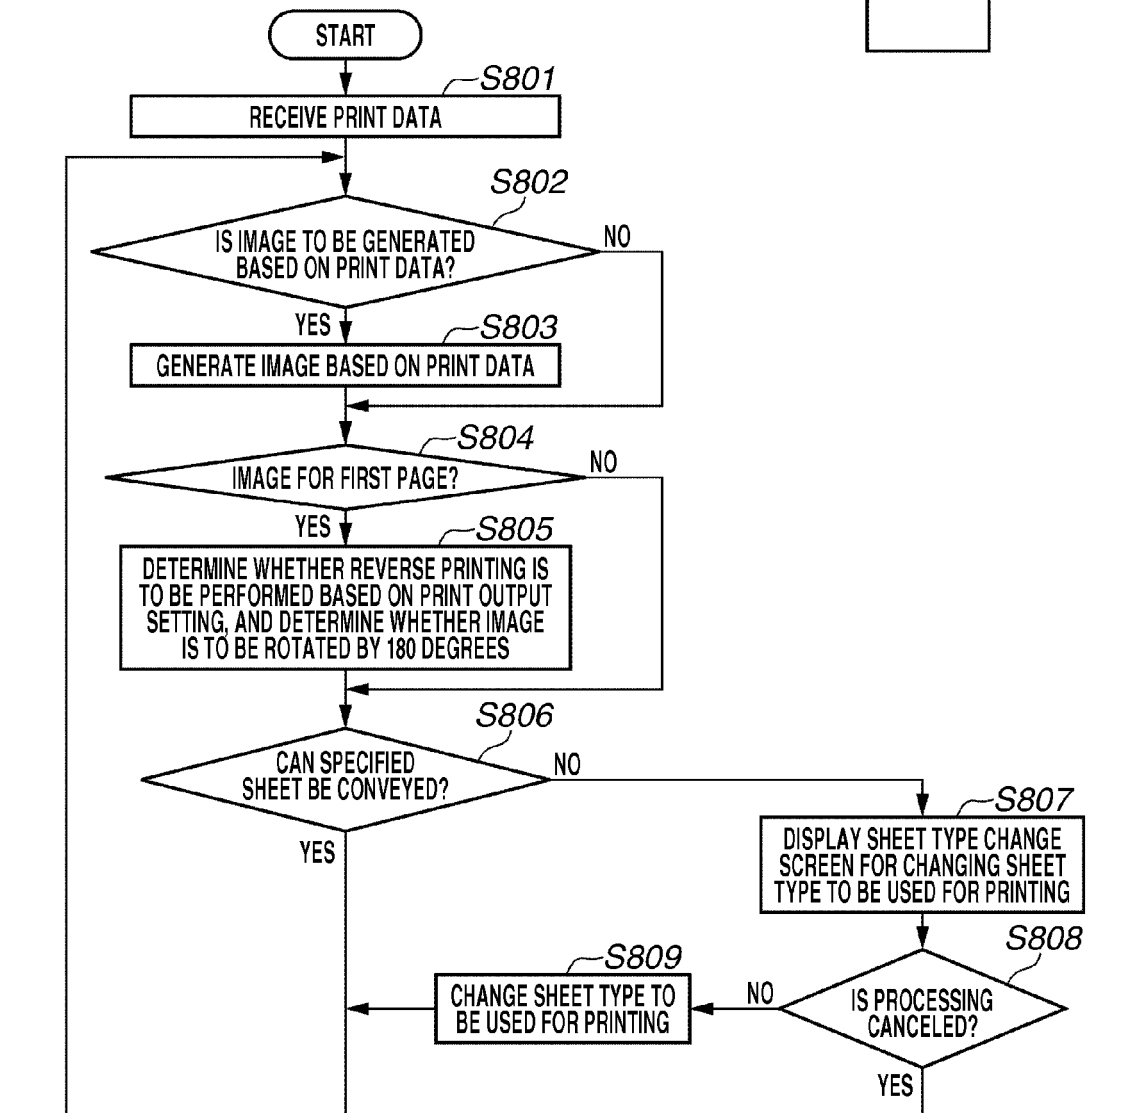 START
S801
RECEIVE PRINT DATA
S802
IS IMAGE TO BE GENERATED
BASED ON PRINT DATA?
NO
YES
S803
GENERATE IMAGE BASED ON PRINT DATA
S804
IMAGE FOR FIRST PAGE?
NO
YES
S805
DETERMINE WHETHER REVERSE PRINTING IS
TO BE PERFORMED BASED ON PRINT OUTPUT
SETTING, AND DETERMINE WHETHER IMAGE
IS TO BE ROTATED BY 180 DEGREES
S806
CAN SPECIFIED
SHEET BE CONVEYED?
NO
YES
S807
DISPLAY SHEET TYPE CHANGE
SCREEN FOR CHANGING SHEET
TYPE TO BE USED FOR PRINTING
S808
IS PROCESSING
CANCELED?
NO
YES
S809
CHANGE SHEET TYPE TO
BE USED FOR PRINTING